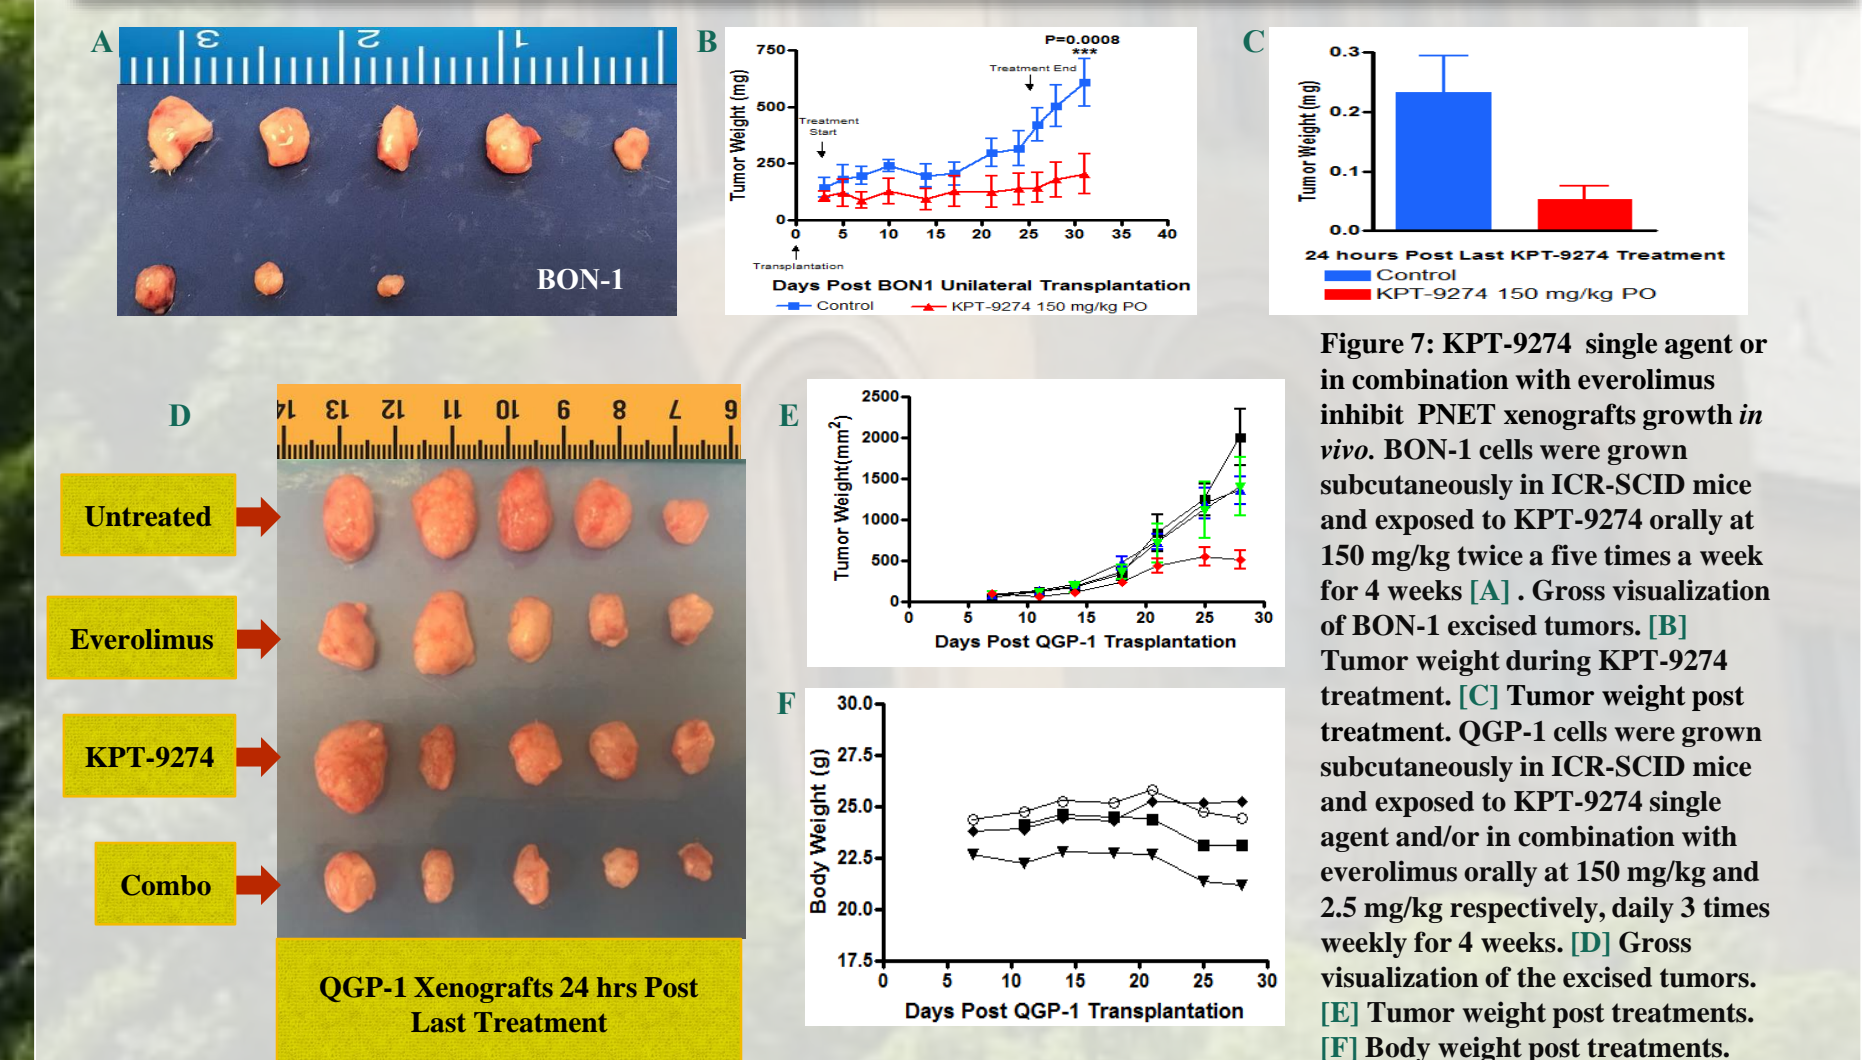 A
3 2 1
BON-1
B
P=0.0008
***
Treatment End
Treatment
Start
Tumor Weight (mg)
750
500
250
0
0 5 10 15 20 25 30 35 40
Transplantation
Days Post BON1 Unilateral Transplantation
Control KPT-9274 150 mg/kg PO
C
Tumor Weight (mg)
0.3
0.2
0.1
0.0
24 hours Post Last KPT-9274 Treatment
Control
KPT-9274 150 mg/kg PO
D
14 13 12 11 10 9 8 7 6
Untreated
Everolimus
KPT-9274
Combo
QGP-1 Xenografts 24 hrs Post
Last Treatment
E
Tumor Weight(mm²)
2500
2000
1500
1000
500
0
0 5 10 15 20 25 30
Days Post QGP-1 Trasplantation
F
Body Weight (g)
30.0
27.5
25.0
22.5
20.0
17.5
0 5 10 15 20 25 30
Days Post QGP-1 Transplantation
Figure 7: KPT-9274 single agent or
in combination with everolimus
inhibit PNET xenografts growth in
vivo. BON-1 cells were grown
subcutaneously in ICR-SCID mice
and exposed to KPT-9274 orally at
150 mg/kg twice a five times a week
for 4 weeks [A] . Gross visualization
of BON-1 excised tumors. [B]
Tumor weight during KPT-9274
treatment. [C] Tumor weight post
treatment. QGP-1 cells were grown
subcutaneously in ICR-SCID mice
and exposed to KPT-9274 single
agent and/or in combination with
everolimus orally at 150 mg/kg and
2.5 mg/kg respectively, daily 3 times
weekly for 4 weeks. [D] Gross
visualization of the excised tumors.
[E] Tumor weight post treatments.
[F] Body weight post treatments.